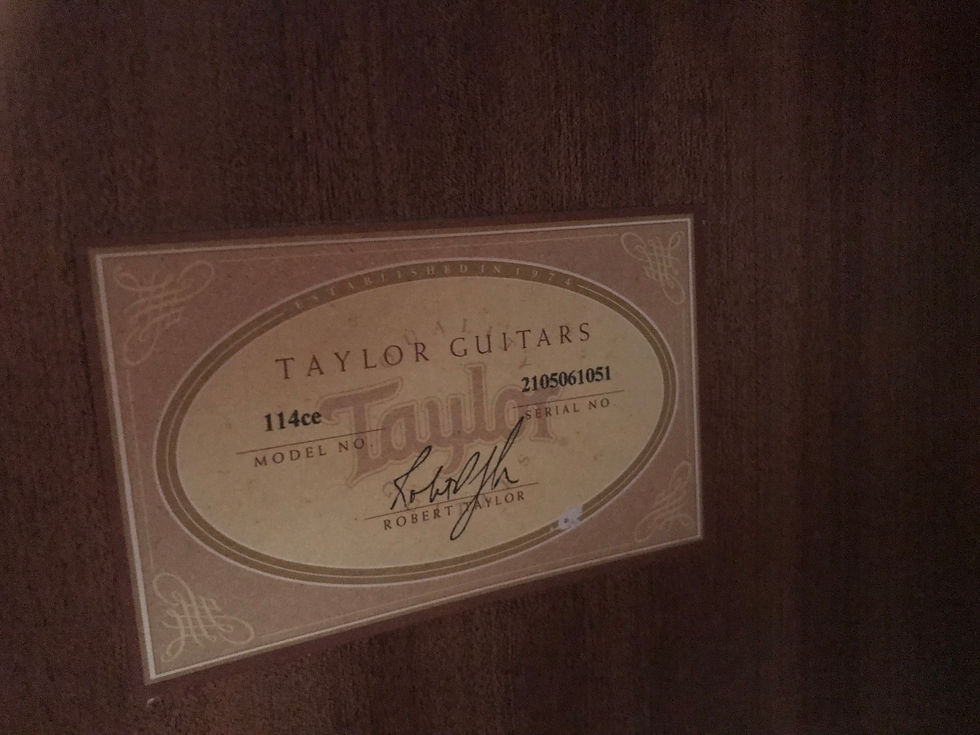 ESTABLISHED IN 1974
TAYLOR GUITARS
Taylor
114ce
2105061051
MODEL NO.
SERIAL NO
ROBERT TAYLOR